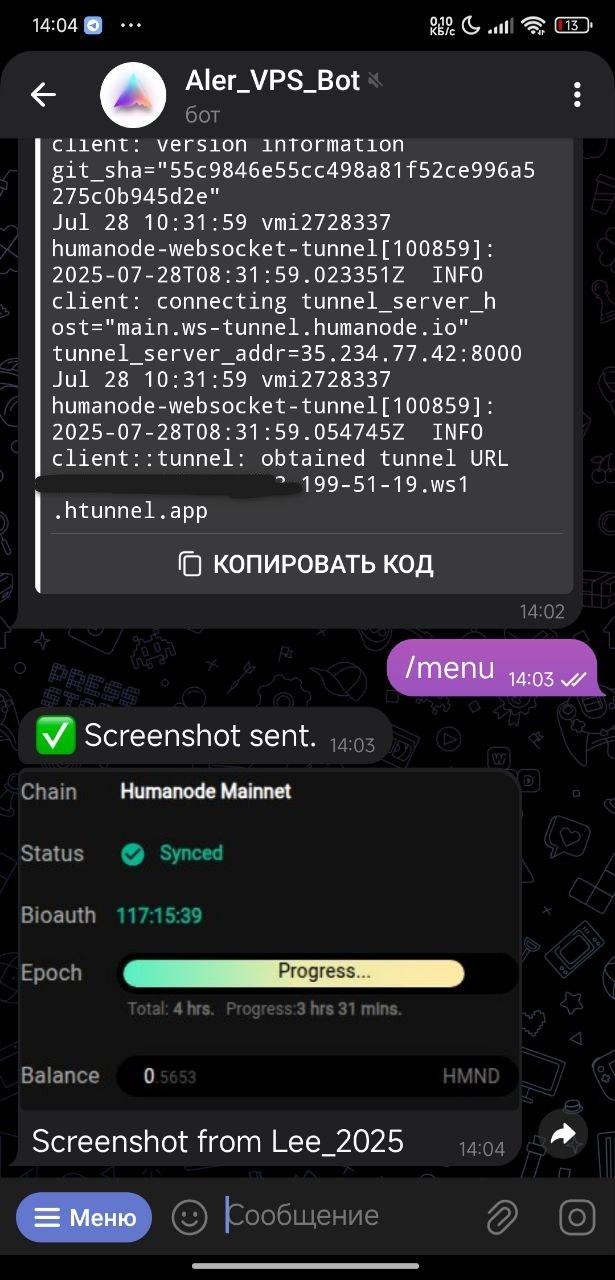 14:04
0,10
КБ/с
13
Aler_VPS_Bot
бот
client: version information
git_sha="55c9846e55cc498a81f52ce996a5
275c0b945d2e"
Jul 28 10:31:59 vmi2728337
humanode-websocket-tunnel[100859]:
2025-07-28T08:31:59.023351Z  INFO
client: connecting tunnel_server_h
ost="main.ws-tunnel.humanode.io"
tunnel_server_addr=35.234.77.42:8000
Jul 28 10:31:59 vmi2728337
humanode-websocket-tunnel[100859]:
2025-07-28T08:31:59.054745Z  INFO
client::tunnel: obtained tunnel URL
199-51-19.ws1
.htunnel.app
КОПИРОВАТЬ КОД
14:02
/menu 14:03
Screenshot sent. 14:03
Chain Humanode Mainnet
Status Synced
Bioauth 117:15:39
Epoch Progress...
Total: 4 hrs. Progress:3 hrs 31 mins.
Balance 0.5653 HMND
Screenshot from Lee_2025 14:04
Меню Сообщение